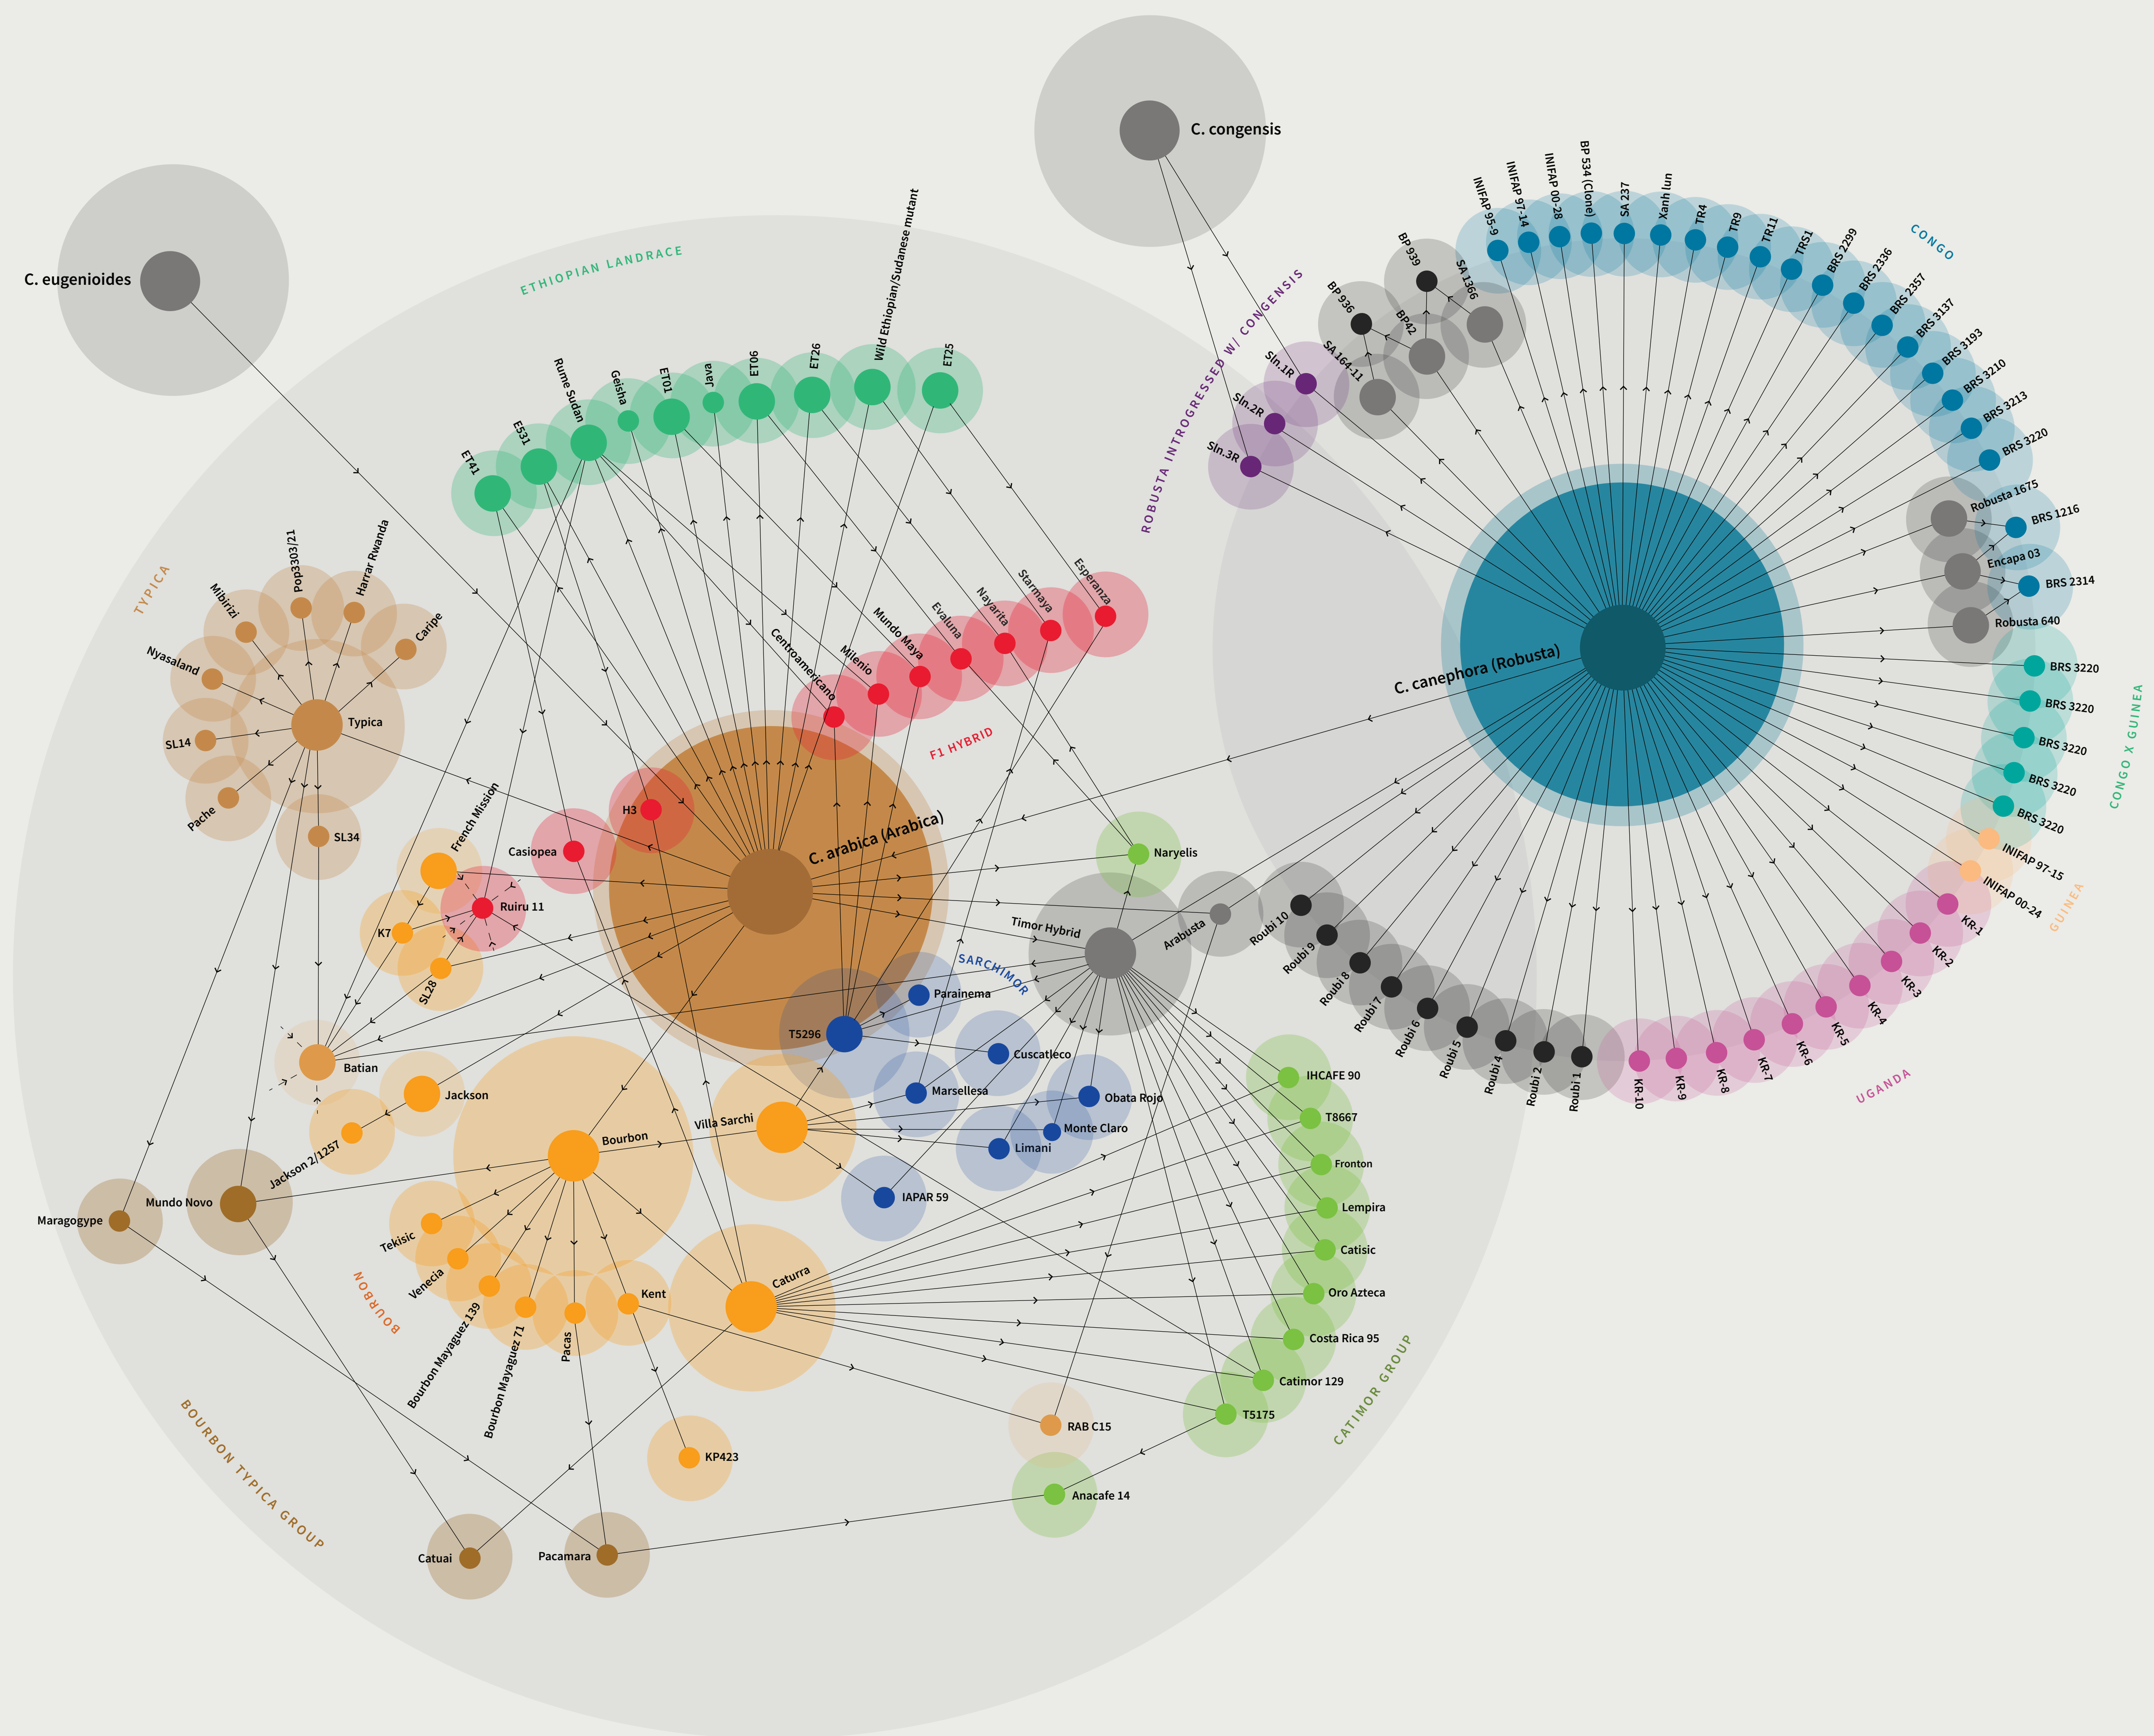 C. congensis
C. eugenioides
ETHIOPIAN LANDRACE
ET41
E531
Rume Sudan
Geisha
ET01
Java
ET06
ET26
Wild Ethiopian/Sudanese mutant
ET25
TYPICA
Typica
Nyasaland
Mibirizi
Pop3303/21
Harrar Rwanda
Caripe
SL14
Pache
SL34
F1 HYBRID
Centroamericano
Milenio
Mundo Maya
Evaluna
Nayarita
Starmaya
Esperanza
H3
Casiopea
Ruiru 11
French Mission
K7
SL28
Batian
Jackson
Jackson 2/1257
C. arabica (Arabica)
Naryelis
Timor Hybrid
Arabusta
SARCHIMOR
T5296
Parainema
Cuscatleco
Marsellesa
Obata Rojo
Monte Claro
Limani
IAPAR 59
Villa Sarchi
BOURBON
Bourbon
Tekisic
Venecia
Bourbon Mayaguez 139
Bourbon Mayaguez 71
Pacas
Kent
Caturra
KP423
BOURBON TYPICA GROUP
Maragogype
Mundo Novo
Catuai
Pacamara
CATIMOR GROUP
IHCAFE 90
T8667
Fronton
Lempira
Catisic
Oro Azteca
Costa Rica 95
Catimor 129
T5175
RAB C15
Anacafe 14
ROBUSTA INTROGRESSED W/ CONGENSIS
Sln.1R
Sln.2R
Sln.3R
BP 939
SA 1366
BP 936
BP42
SA 164-11
C. canephora (Robusta)
CONGO
INIFAP 95-9
INIFAP 97-14
INIFAP 00-28
BP 534 (Clone)
SA 237
Xanh lun
TR4
TR9
TR11
TRS1
BRS 2299
BRS 2336
BRS 2357
BRS 3137
BRS 3193
BRS 3210
BRS 3213
BRS 3220
Robusta 1675
BRS 1216
Encapa 03
BRS 2314
Robusta 640
CONGO X GUINEA
BRS 3220
BRS 3220
BRS 3220
BRS 3220
BRS 3220
GUINEA
INIFAP 97-15
INIFAP 00-24
UGANDA
KR-1
KR-2
KR-3
KR-4
KR-5
KR-6
KR-7
KR-8
KR-9
KR-10
Roubi 1
Roubi 2
Roubi 4
Roubi 5
Roubi 6
Roubi 7
Roubi 8
Roubi 9
Roubi 10